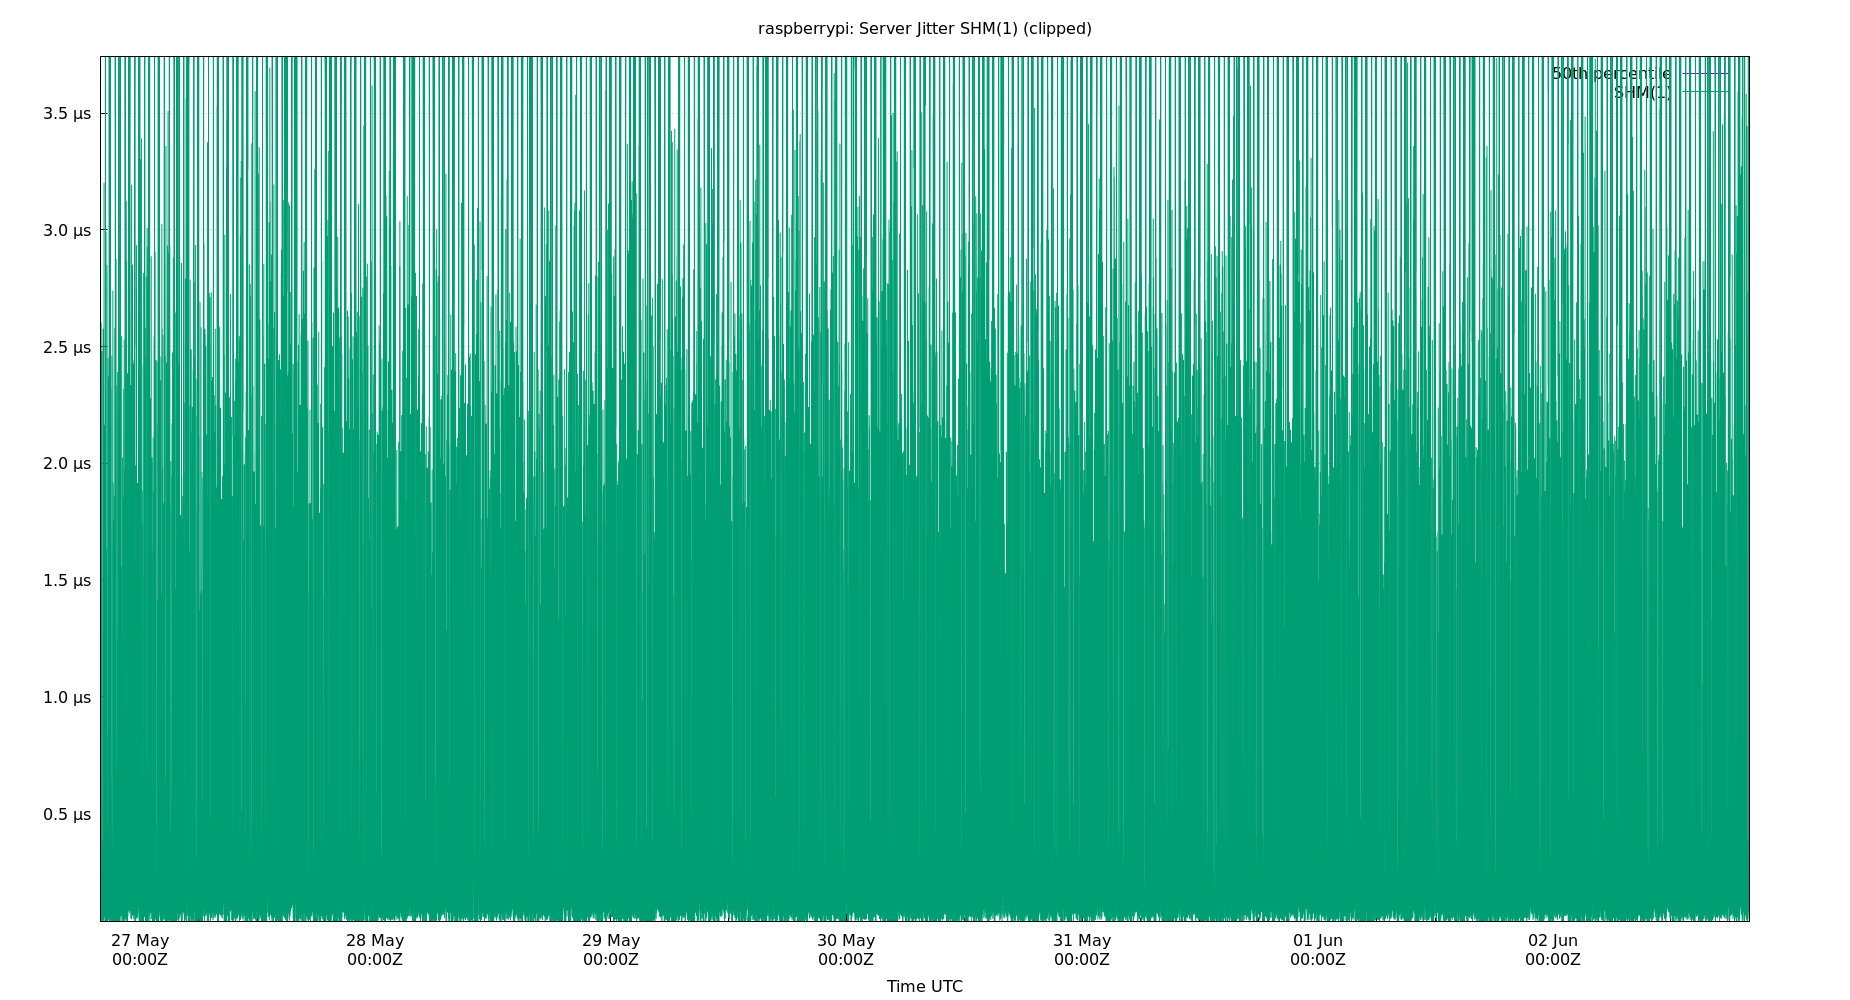 raspberrypi: Server Jitter SHM(1) (clipped)
50th percentile
SHM(1)
3.5 µs
3.0 µs
2.5 µs
2.0 µs
1.5 µs
1.0 µs
0.5 µs
27 May 28 May 29 May 30 May 31 May 01 Jun 02 Jun
00:00Z 00:00Z 00:00Z 00:00Z 00:00Z 00:00Z 00:00Z
Time UTC